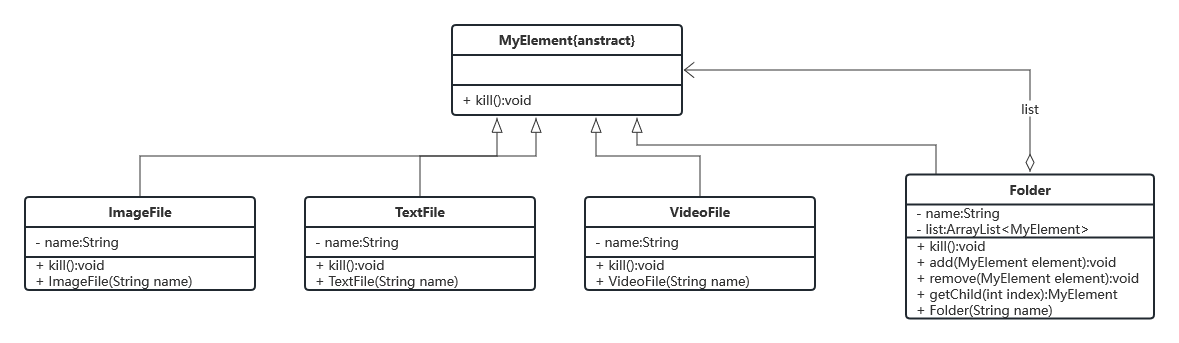 MyElement{anstract}
+ kill():void
list
ImageFile
- name:String
+ kill():void
+ ImageFile(String name)
TextFile
- name:String
+ kill():void
+ TextFile(String name)
VideoFile
- name:String
+ kill():void
+ VideoFile(String name)
Folder
- name:String
- list:ArrayList<MyElement>
+ kill():void
+ add(MyElement element):void
+ remove(MyElement element):void
+ getChild(int index):MyElement
+ Folder(String name)